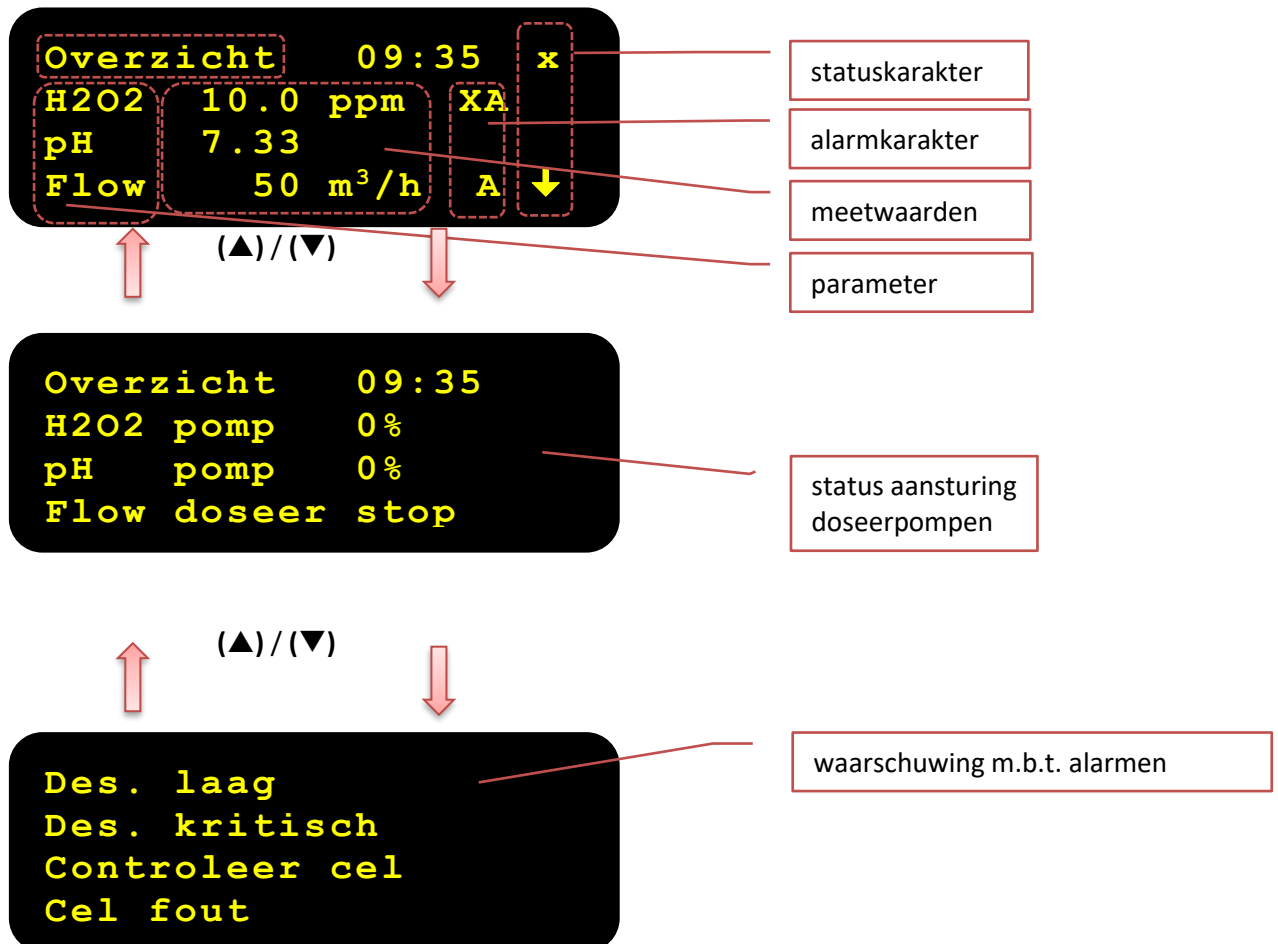 Overzicht 09:35 x
H2O2 10.0 ppm XA
pH 7.33
Flow 50 m³/h A ↓
statuskarakter
alarmkarakter
meetwaarden
parameter
(▲) / (▼)
Overzicht 09:35
H2O2 pomp 0%
pH pomp 0%
Flow doseer stop
status aansturing
doseerpompen
(▲) / (▼)
Des. laag
Des. kritisch
Controleer cel
Cel fout
waarschuwing m.b.t. alarmen